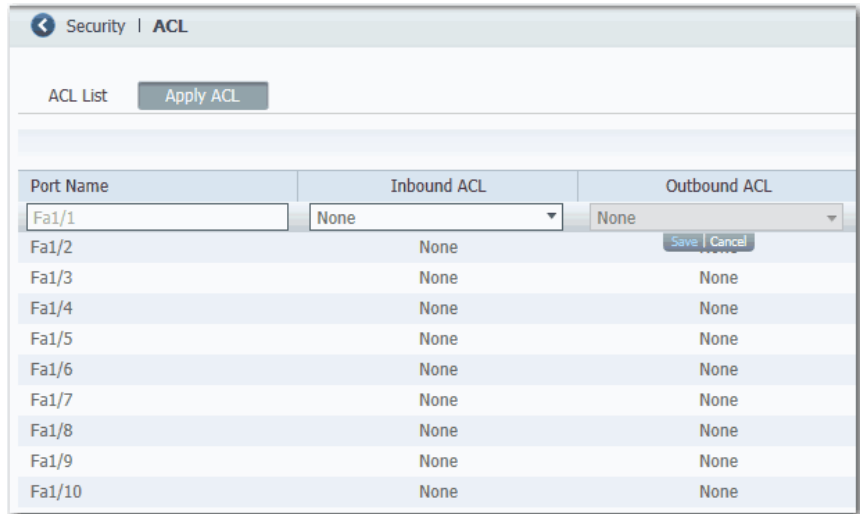 Security | ACL
ACL List Apply ACL
Port Name Inbound ACL Outbound ACL
Fa1/1 None None
Save | Cancel
Fa1/2 None
Fa1/3 None None
Fa1/4 None None
Fa1/5 None None
Fa1/6 None None
Fa1/7 None None
Fa1/8 None None
Fa1/9 None None
Fa1/10 None None